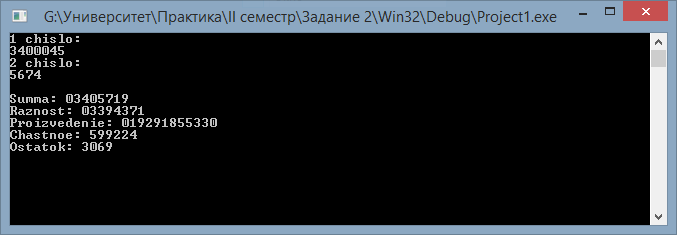 G:\Университет\Практика\II семестр\Задание 2\Win32\Debug\Project1.exe
1 chislo:
3400045
2 chislo:
5674
Summa: 03405719
Raznost: 03394371
Proizvedenie: 019291855330
Chastnoe: 599224
Ostatok: 3069